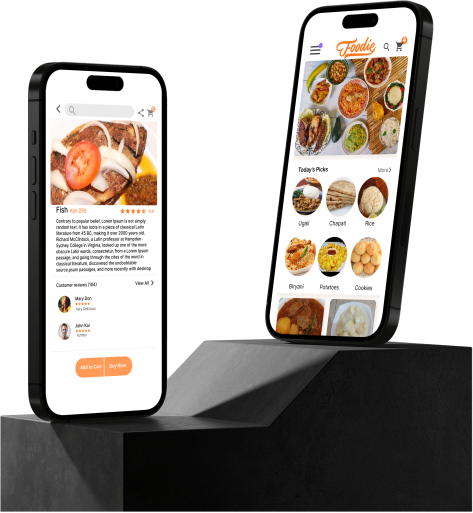 Fish Ksh 250 4.6
Contrary to popular belief, Lorem Ipsum is not simply
random text. It has roots in a piece of classical Latin
literature from 45 BC, making it over 2000 years old.
Richard McClintock, a Latin professor at Hampden-
Sydney College in Virginia, looked up one of the more
obscure Latin words, consectetur, from a Lorem Ipsum
passage, and going through the cites of the word in
classical literature, discovered the undoubtable
source.psum passages, and more recently with desktop
Customer reviews (104) View All
Mary Don
Very Delicious
John Kai
Yummy
Add to Cart Buy Now
Foodie
Today's Picks More
Ugali Chapati Rice
Biryani Potatoes Cookies